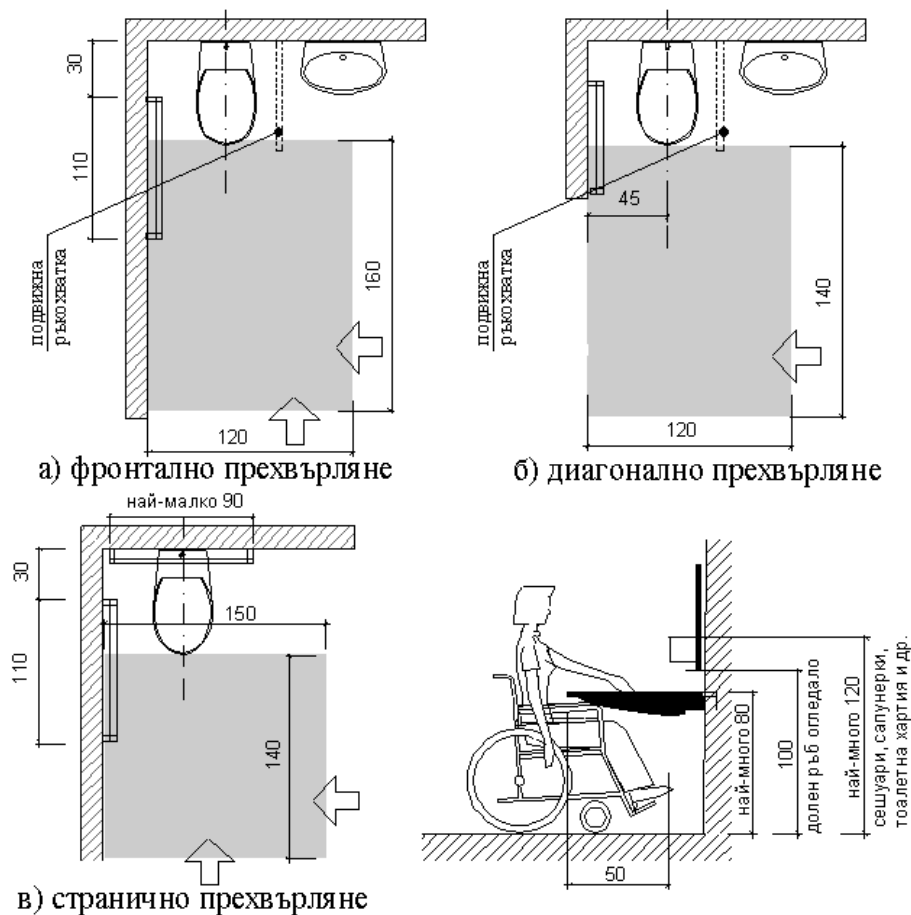 30
110
подвижна
ръкохватка
160
120
а) фронтално прехвърляне
подвижна
ръкохватка
45
140
120
б) диагонално прехвърляне
най-малко 90
30
110
150
140
в) странично прехвърляне
50
най-много 80
100
долен ръб огледало
най-много 120
сешуари, сапунерки,
тоалетна хартия и др.